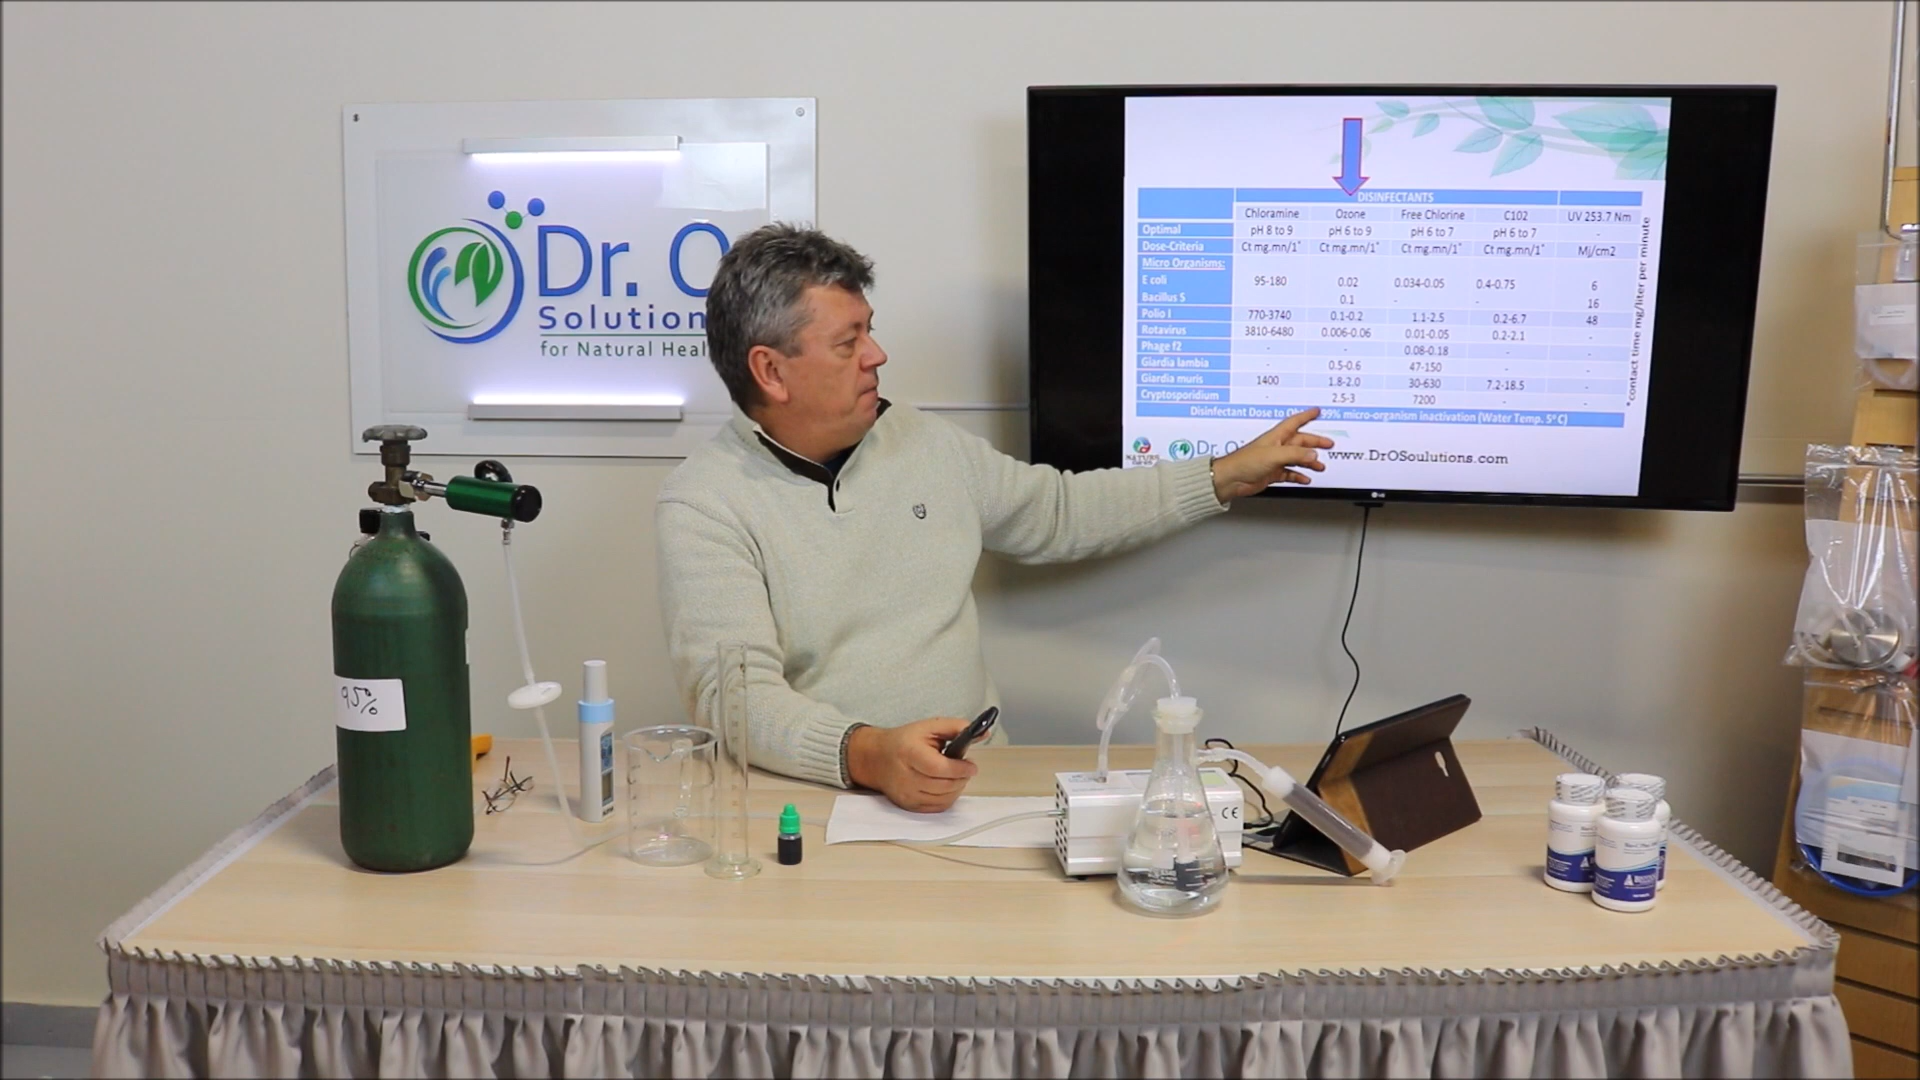 Dr. O
Solution
for Natural Heal
DISINFECTANTS
Chloramine Ozone Free Chlorine C102 UV 253.7 Nm
Optimal pH 8 to 9 pH 6 to 9 pH 6 to 7 pH 6 to 7 -
Dose-Criteria Ct mg.mn/1* Ct mg.mn/1* Ct mg.mn/1* Ct mg.mn/1* Mj/cm2
Micro Organisms:
E coli 95-180 0.02 0.034-0.05 0.4-0.75 6
Bacillus S 0.1 - - 16
Polio I 770-3740 0.1-0.2 1.1-2.5 0.2-6.7 48
Rotavirus 3810-6480 0.006-0.06 0.01-0.05 0.2-2.1 -
Phage f2 - - 0.08-0.18 - -
Giardia lambia 0.5-0.6 47-150 - -
Giardia muris 1400 1.8-2.0 30-630 7.2-18.5 -
Cryptosporidium - 2.5-3 7200 - -
Disinfectant Dose to 99% micro-organism inactivation (Water Temp. 5º C)
*contact time mg/liter per minute
Dr. O
www.DrOSoulutions.com
LG
95%
CE